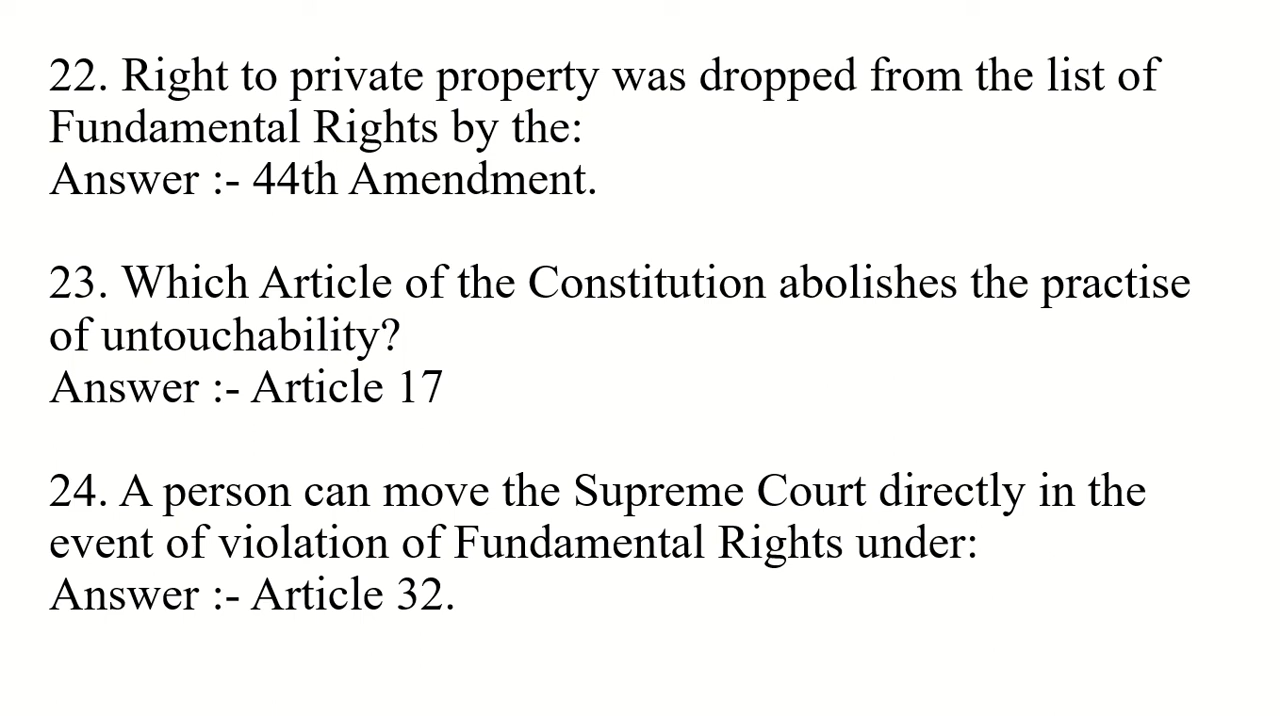 22. Right to private property was dropped from the list of
Fundamental Rights by the:
Answer :- 44th Amendment.
23. Which Article of the Constitution abolishes the practise
of untouchability?
Answer :- Article 17
24. A person can move the Supreme Court directly in the
event of violation of Fundamental Rights under:
Answer :- Article 32.